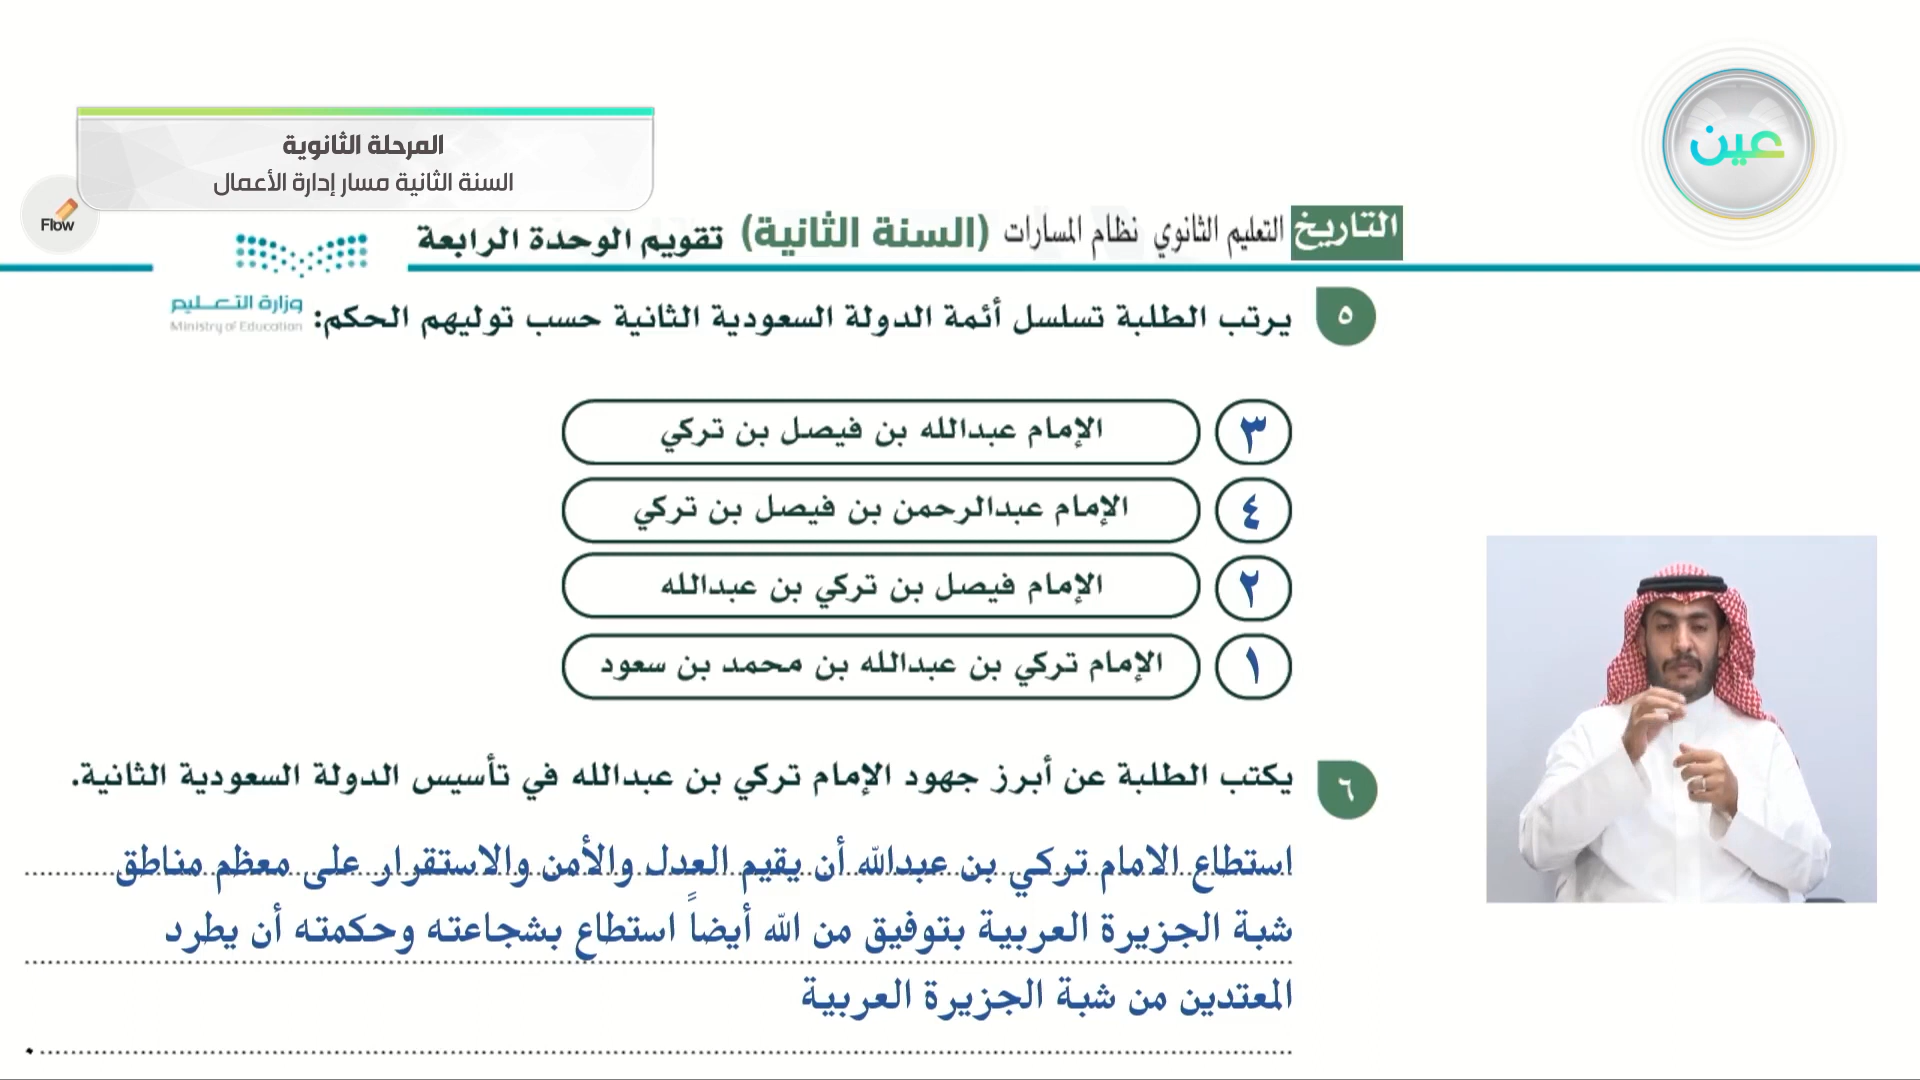 عين
المرحلة الثانوية
السنة الثانية مسار إدارة الأعمال
Flow
التاريخ التعليم الثانوي نظام المسارات (السنة الثانية) تقويم الوحدة الرابعة
وزارة التعـــليم
Ministry of Education
٥ يرتب الطلبة تسلسل أئمة الدولة السعودية الثانية حسب توليهم الحكم:
٣ الإمام عبدالله بن فيصل بن تركي
٤ الإمام عبدالرحمن بن فيصل بن تركي
٢ الإمام فيصل بن تركي بن عبدالله
١ الإمام تركي بن عبدالله بن محمد بن سعود
٦ يكتب الطلبة عن أبرز جهود الإمام تركي بن عبدالله في تأسيس الدولة السعودية الثانية.
استطاع الامام تركي بن عبدالله أن يقيم العدل والأمن والاستقرار على معظم مناطق
شبة الجزيرة العربية بتوفيق من الله أيضاً استطاع بشجاعته وحكمته أن يطرد
المعتدين من شبة الجزيرة العربية